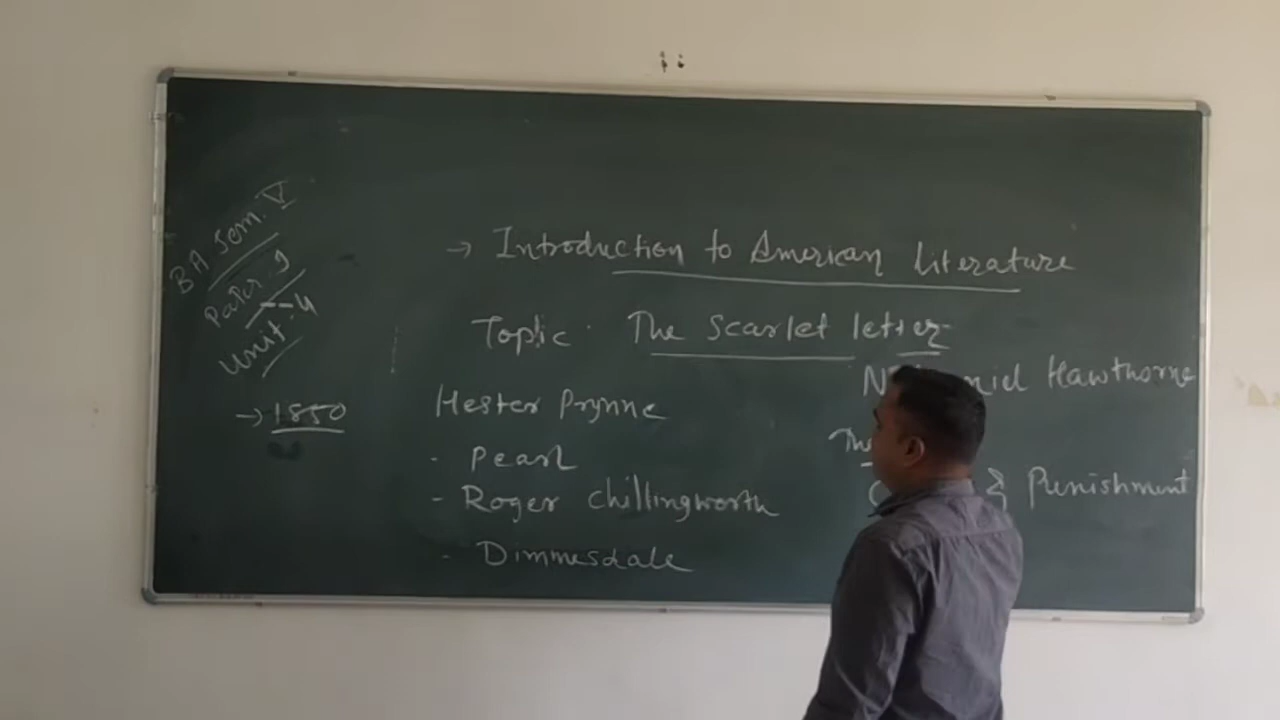 BA Sem. V
Paper. I
Unit. 4
→ 1850
→ Introduction to American Literature
Topic. The Scarlet letter
Hawthorne
Hester Prynne
- Pearl
- Roger Chillingworth
- Dimmesdale
& Punishment